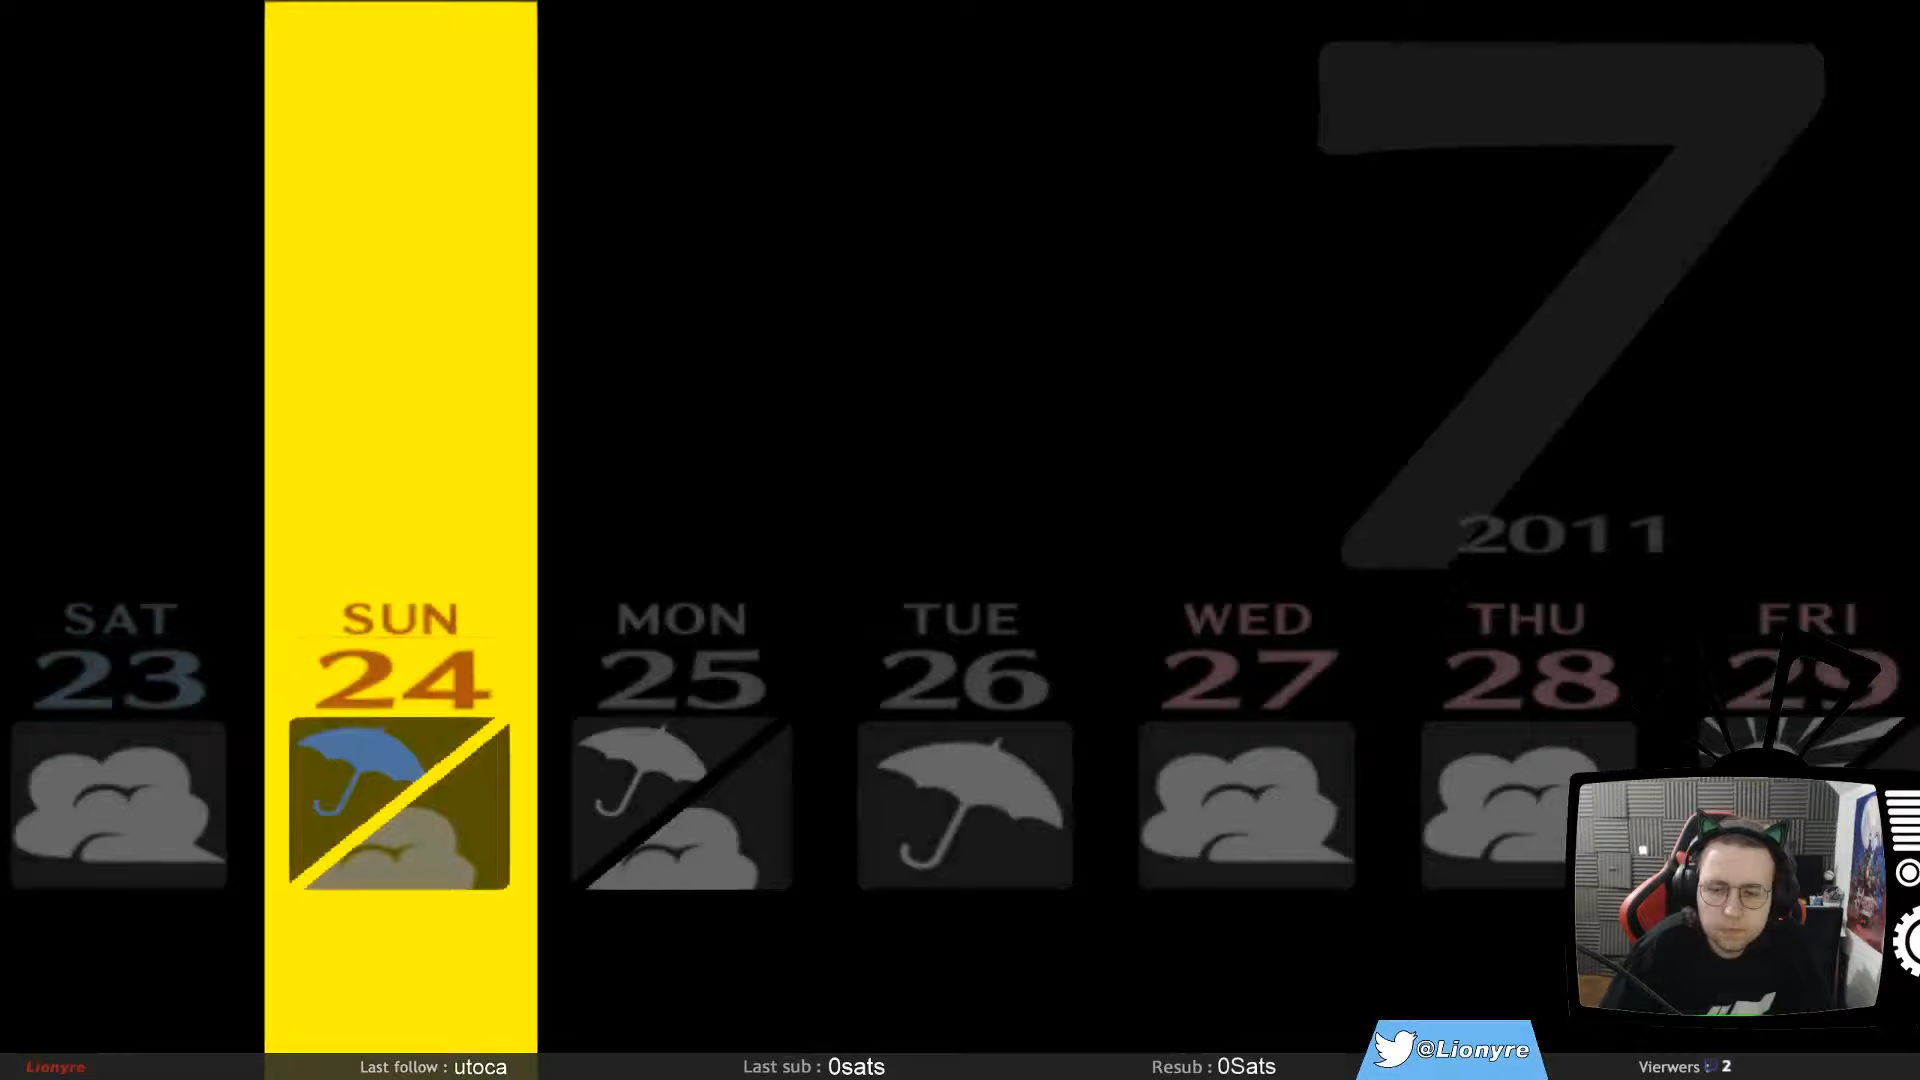 7
2011
SAT SUN MON TUE WED THU FRI
23 24 25 26 27 28 29
@Lionyre
Lionyre Last follow : utoca Last sub : 0sats Resub : 0Sats Vierwers 2